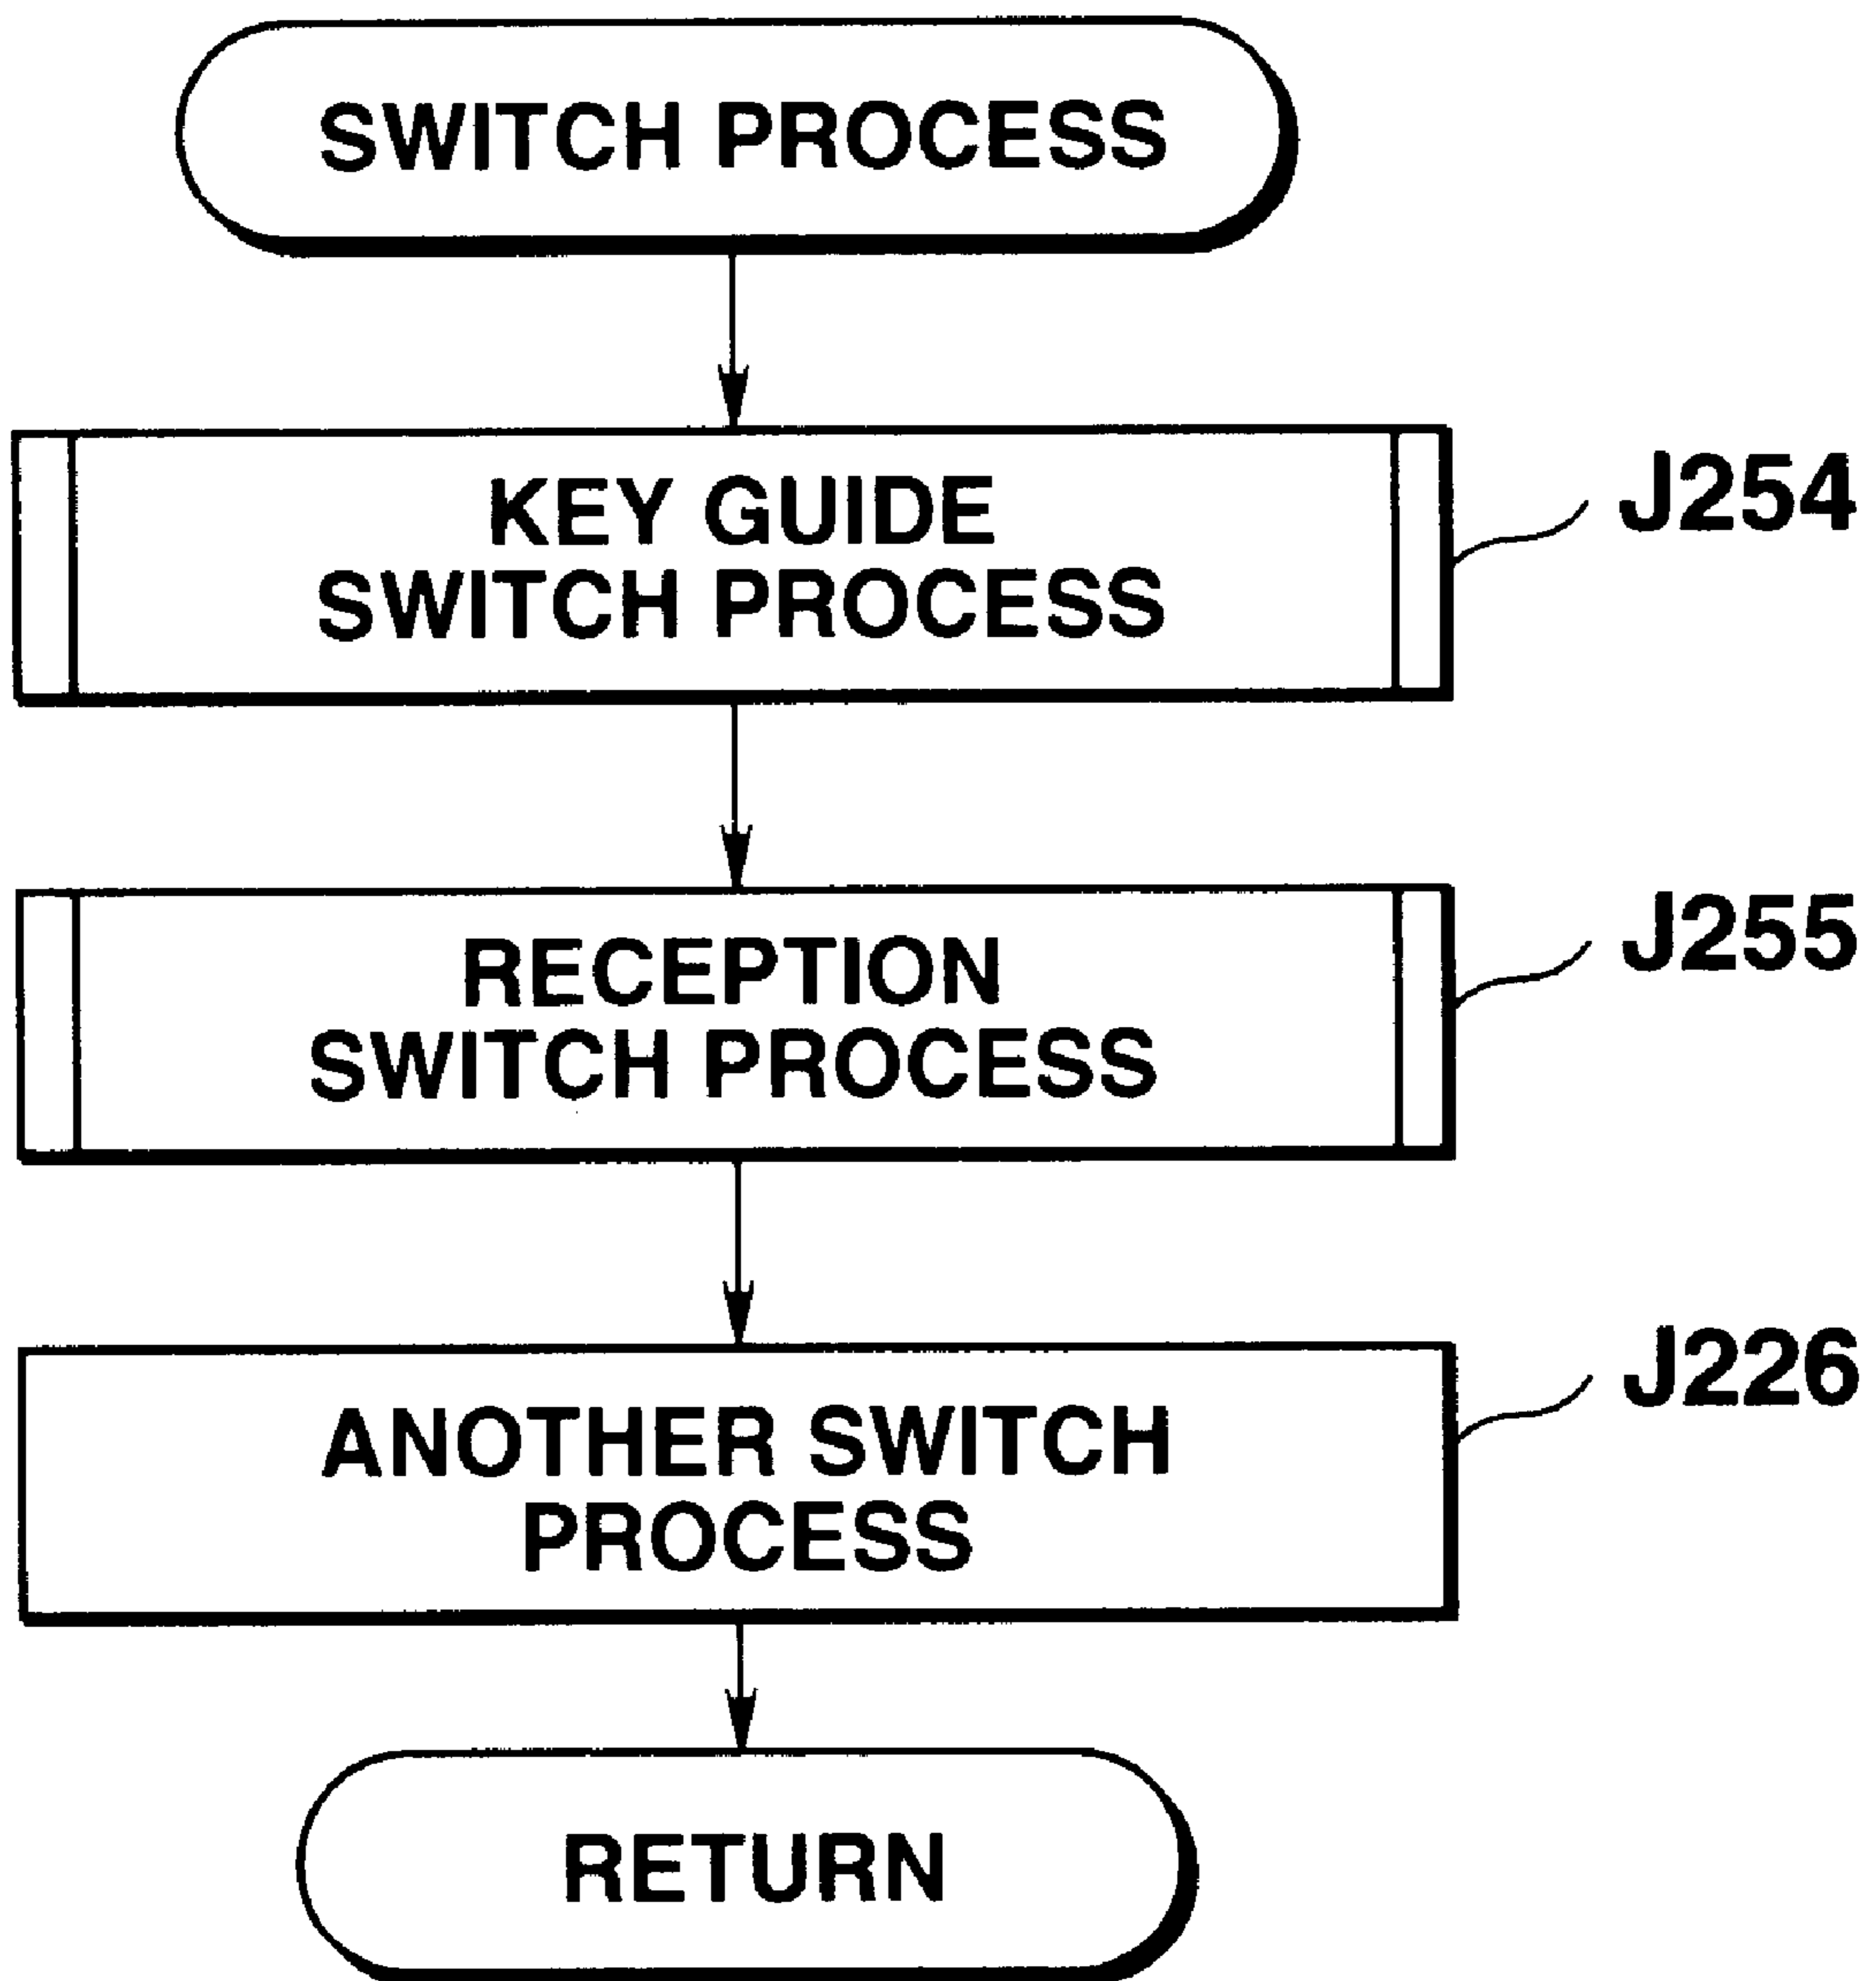 SWITCH PROCESS
KEY GUIDE
SWITCH PROCESS
J254
RECEPTION
SWITCH PROCESS
J255
ANOTHER SWITCH
PROCESS
J226
RETURN